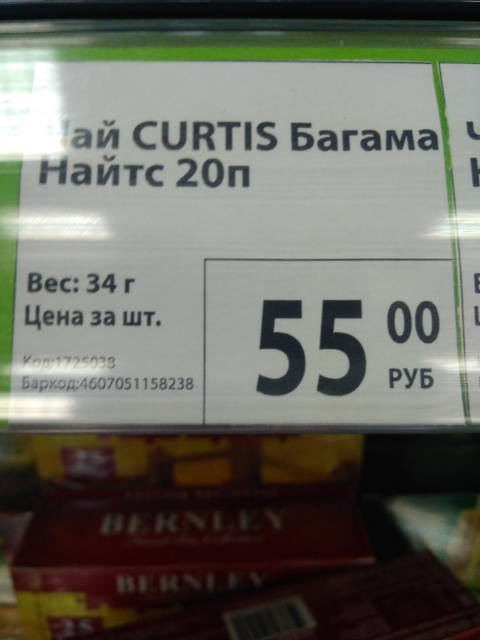 Чай CURTIS Багама
Найтс 20п
Вес: 34 г
Цена за шт.
Код:1725038
Баркод:4607051158238
55 00
РУБ
BERNLEY
BERNLEY
25